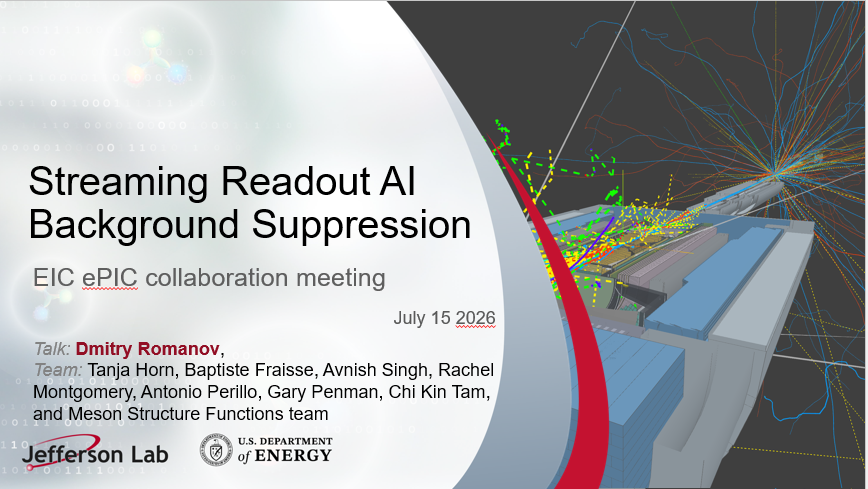 Streaming Readout AI
Background Suppression
EIC ePIC collaboration meeting
July 15 2026
Talk: Dmitry Romanov,
Team: Tanja Horn, Baptiste Fraisse, Avnish Singh, Rachel
Montgomery, Antonio Perillo, Gary Penman, Chi Kin Tam,
and Meson Structure Functions team
Jefferson Lab
U.S. DEPARTMENT
of ENERGY